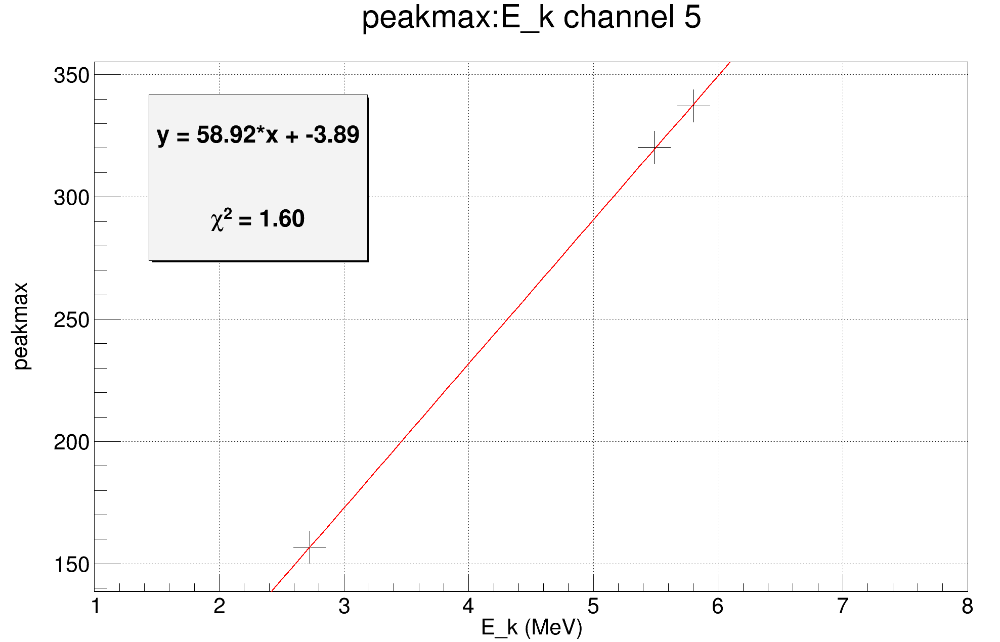 peakmax:E_k channel 5
350
300
250
200
150
peakmax
y = 58.92*x + -3.89
χ² = 1.60
1 2 3 4 5 6 7 8
E_k (MeV)